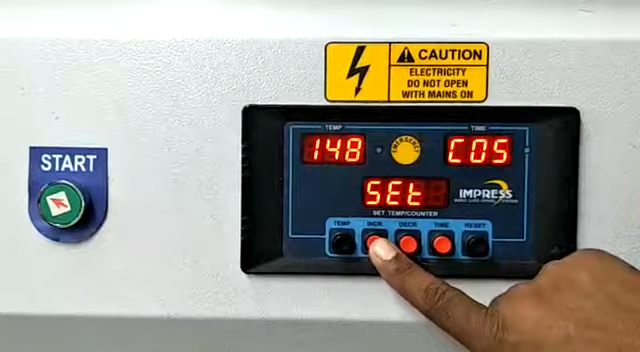 CAUTION
ELECTRICITY
DO NOT OPEN
WITH MAINS ON
START
TEMP
TIME
148
EMERGENCY
C05
SEt
IMPRESS
SET TEMP/COUNTER
TEMP INCR DECR TIME RESET